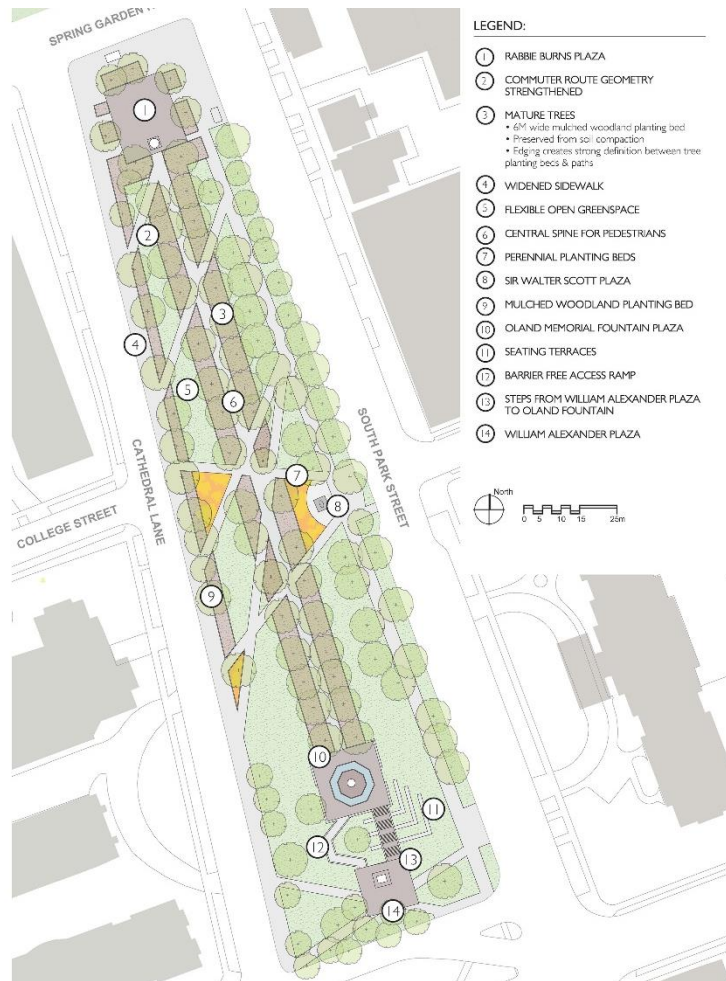 SPRING GARDEN R
LEGEND:
1 RABBIE BURNS PLAZA
2 COMMUTER ROUTE GEOMETRY
STRENGTHENED
3 MATURE TREES
• 6M wide mulched woodland planting bed
• Preserved from soil compaction
• Edging creates strong definition between tree
planting beds & paths
4 WIDENED SIDEWALK
5 FLEXIBLE OPEN GREENSPACE
6 CENTRAL SPINE FOR PEDESTRIANS
7 PERENNIAL PLANTING BEDS
8 SIR WALTER SCOTT PLAZA
9 MULCHED WOODLAND PLANTING BED
10 OLAND MEMORIAL FOUNTAIN PLAZA
11 SEATING TERRACES
12 BARRIER FREE ACCESS RAMP
13 STEPS FROM WILLIAM ALEXANDER PLAZA
TO OLAND FOUNTAIN
14 WILLIAM ALEXANDER PLAZA
North
0 5 10 15 25m
1
2
3
4
5
6
7
8
9
10
11
12
13
14
SOUTH PARK STREET
CATHEDRAL LANE
COLLEGE STREET